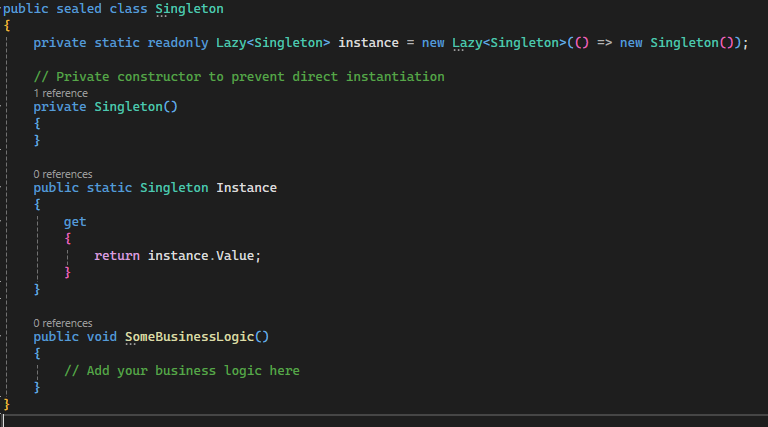 public sealed class Singleton
{
private static readonly Lazy<Singleton> instance = new Lazy<Singleton>(() => new Singleton());
// Private constructor to prevent direct instantiation
1 reference
private Singleton()
{
}
0 references
public static Singleton Instance
{
get
{
return instance.Value;
}
}
0 references
public void SomeBusinessLogic()
{
// Add your business logic here
}
}